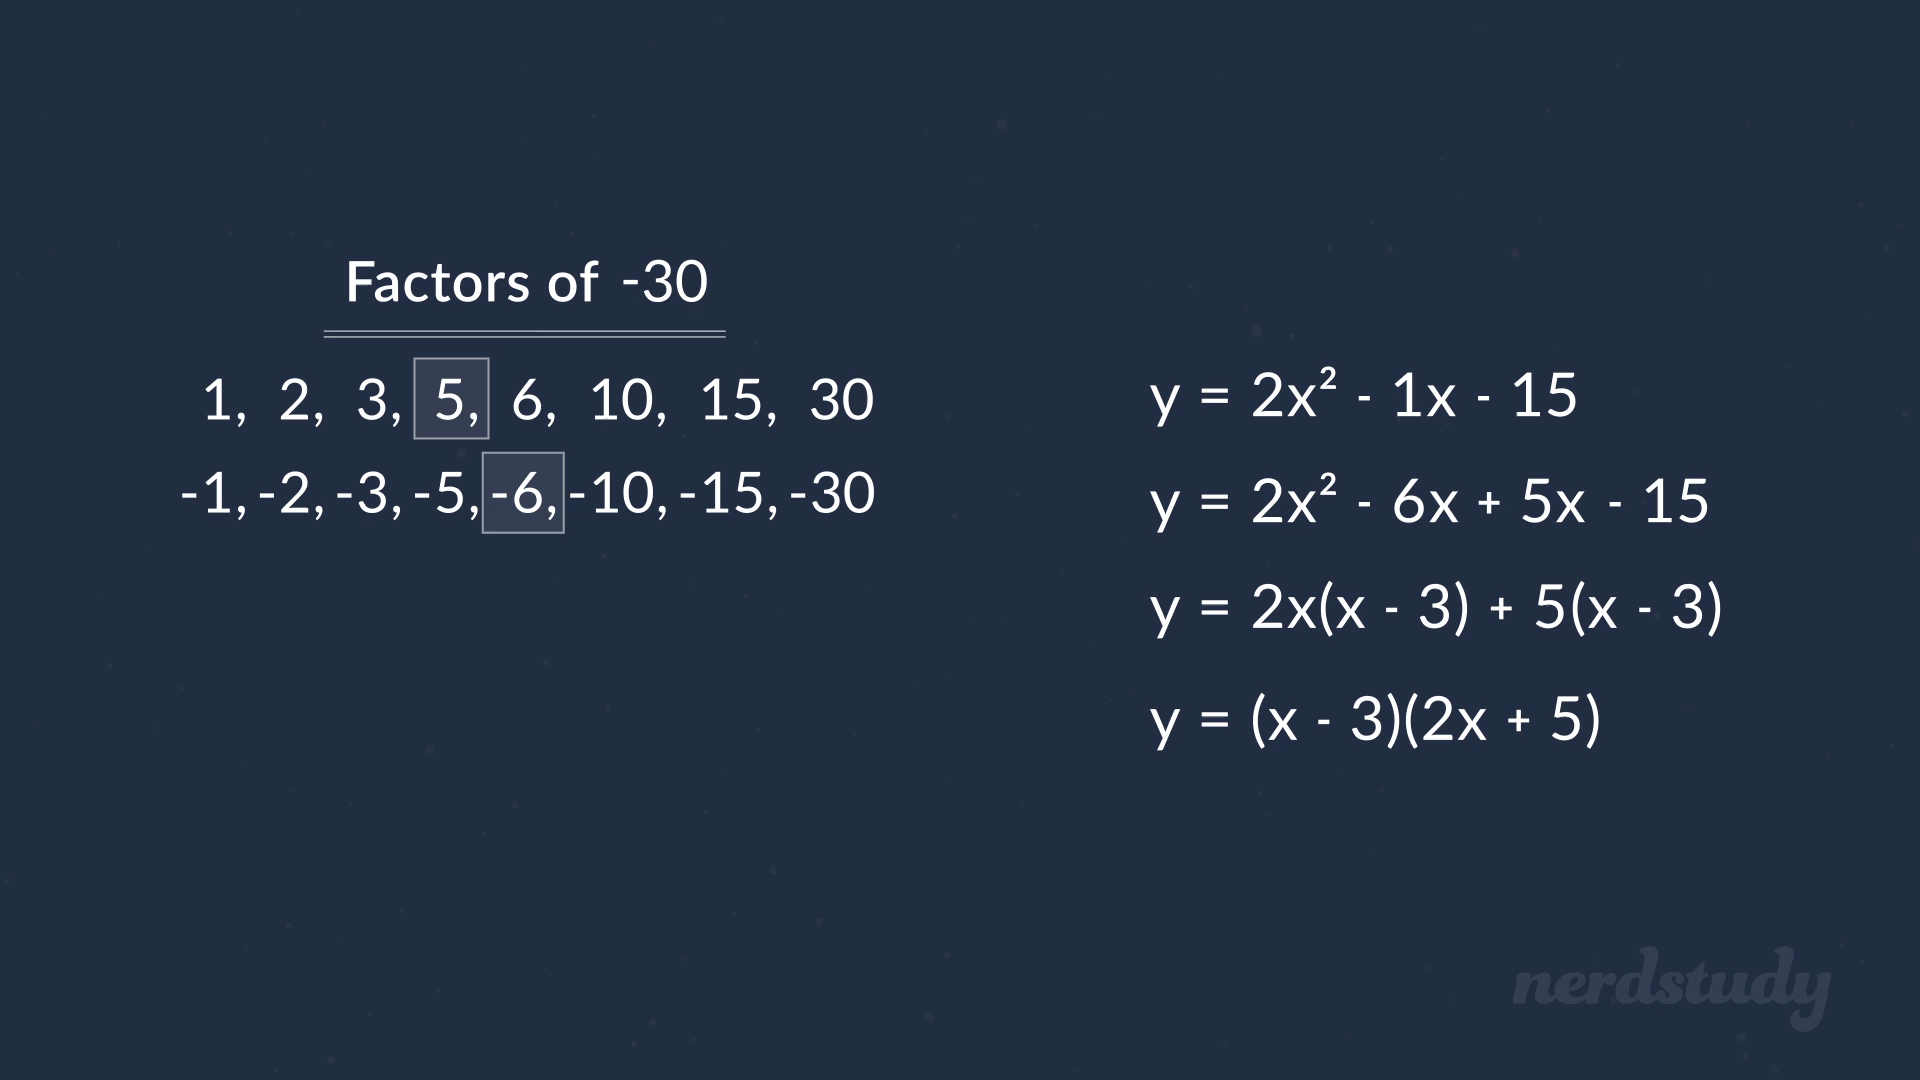 Factors of -30
1, 2, 3, 5, 6, 10, 15, 30
-1, -2, -3, -5, -6, -10, -15, -30
y = 2x² - 1x - 15
y = 2x² - 6x + 5x - 15
y = 2x(x - 3) + 5(x - 3)
y = (x - 3)(2x + 5)
nerdstudy